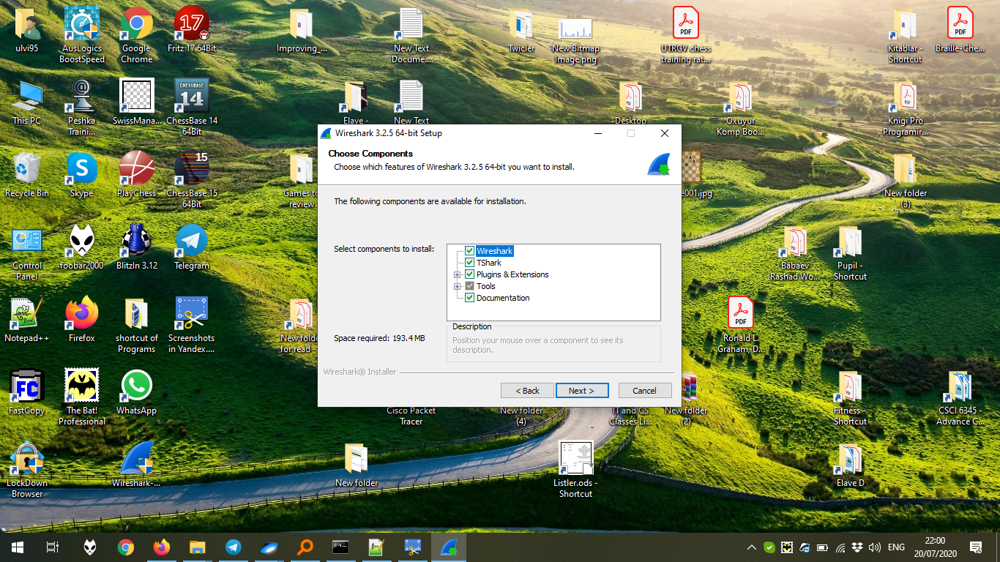 ulvi95
AusLogics
BoostSpeed
Google
Chrome
17
Fritz 17 64Bit
Improving_...
New Text
Docume...
Twicler
New Bitmap
Image.png
PDF
UTRGV chess
training rat...
Kitablar -
Shortcut
PDF
Braille-Che...
This PC
Peshka
Traini...
SwissMana...
CHESSBASE
14
ChessBase 14
64Bit
Elave -
New Text
Desktop
Oxuyur
Komp Boo...
Knigi Pro
Programir...
Recycle Bin
Skype
PlayChess
15
ChessBase 15
64Bit
Games to
review
e001.jpg
New folder
(3)
Control
Panel
foobar2000
BlitzIn 3.12
Telegram
Babaev
Rashad Wo...
Pupil -
Shortcut
Notepad++
Firefox
shortcut of
Programs
Screenshots
in Yandex....
New folde
for read -
PDF
Ronald L.
Graham, D...
FC
FastCopy
The Bat!
Professional
WhatsApp
Cisco Packet
Tracer
New folder
(4)
IT and CS
Classes Li...
New folder
(2)
Fitness -
Shortcut
CSCI 6345 -
Advance C...
LockDown
Browser
Wireshark-...
New folder
Listler.ods -
Shortcut
Elave D
Wireshark 3.2.5 64-bit Setup
Choose Components
Choose which features of Wireshark 3.2.5 64-bit you want to install.
The following components are available for installation.
Select components to install:
Wireshark
TShark
Plugins & Extensions
Tools
Documentation
Space required: 193.4 MB
Description
Position your mouse over a component to see its
description.
Wireshark® Installer
< Back
Next >
Cancel
ENG
22:00
20/07/2020